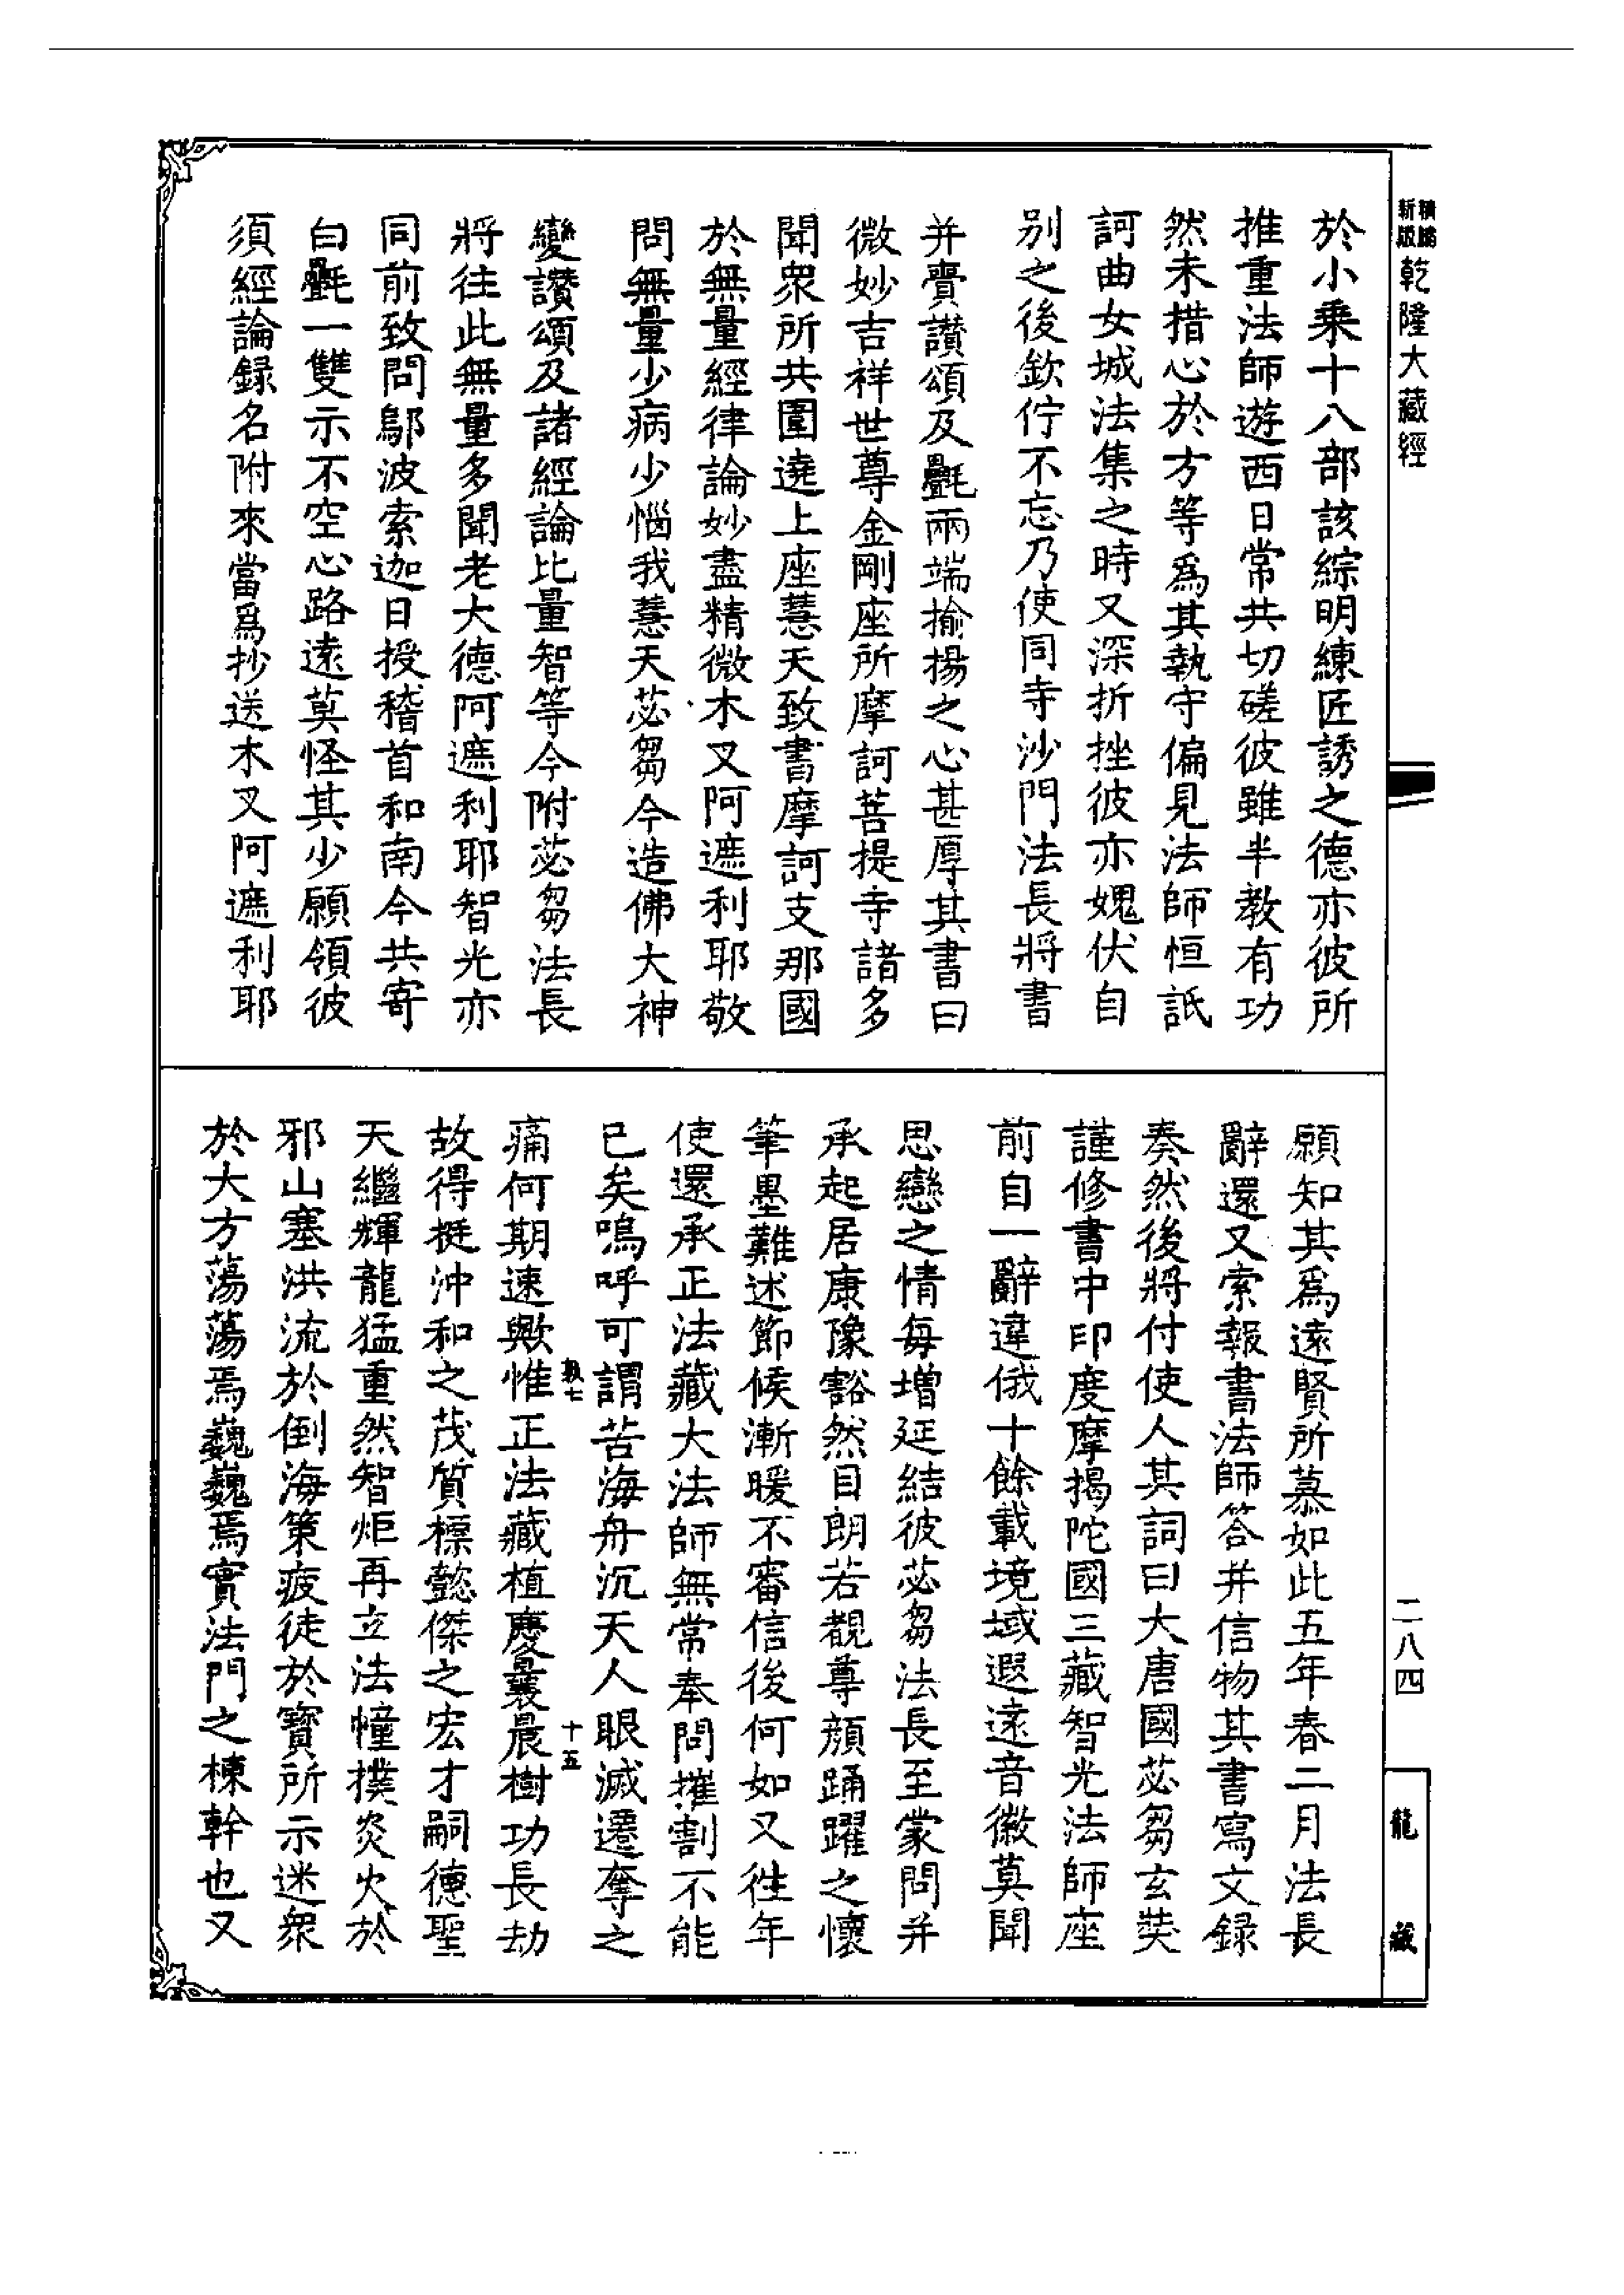 新版
精縮
乾隆大藏經
於小乘十八部該綜明練匠誘之德亦彼所
推重法師遊西日常共切磋彼雖半教有功
然未措心於方等爲其執守偏見法師恒訾
訶曲女城法集之時又深折挫彼亦媿伏自
别之後欽佇不忘乃使同寺沙門法長將書
并賷讃頌及㲲兩端揄揚之心甚厚其書曰
微妙吉祥世尊金剛座所摩訶菩提寺諸多
聞衆所共圍遶上座慧天致書摩訶支那國
於無量經律論妙盡精微木叉阿遮利耶敬
問無量少病少惱我慧天苾芻今造佛大神
變讃頌及諸經論比量智等今附苾芻法長
將往此無量多聞老大德阿遮利耶智光亦
同前致問鄔波索迦日授稽首和南今共寄
白㲲一雙示不空心路遠莫怪其少願領彼
須經論錄名附來當爲抄送木叉阿遮利耶
願知其爲遠賢所慕如此五年春二月法長
辭還又索報書法師答并信物其書寫文錄
奏然後將付使人其詞曰大唐國苾芻玄奘
謹修書中印度摩揭陀國三藏智光法師座
前自一辭違俄十餘載境域遐遠音徽莫聞
思戀之情每增延結彼苾芻法長至蒙問并
承起居康豫豁然目朗若覩尊顔踊躍之懷
筆墨難述節候漸暖不審信後何如又往年
使還承正法藏大法師無常奉問摧割不能
已矣嗚呼可謂苦海舟沉天人眼滅遷奪之
痛何期速歟惟正法藏植慶曩晨樹功長劫
執七
十五
故得挺沖和之茂質標懿傑之宏才嗣德聖
天繼輝龍猛重然智炬再立法幢撲炎火於
邪山塞洪流於倒海策疲徒於寶所示迷衆
於大方蕩蕩焉巍巍焉實法門之棟幹也又
二八四
龍藏